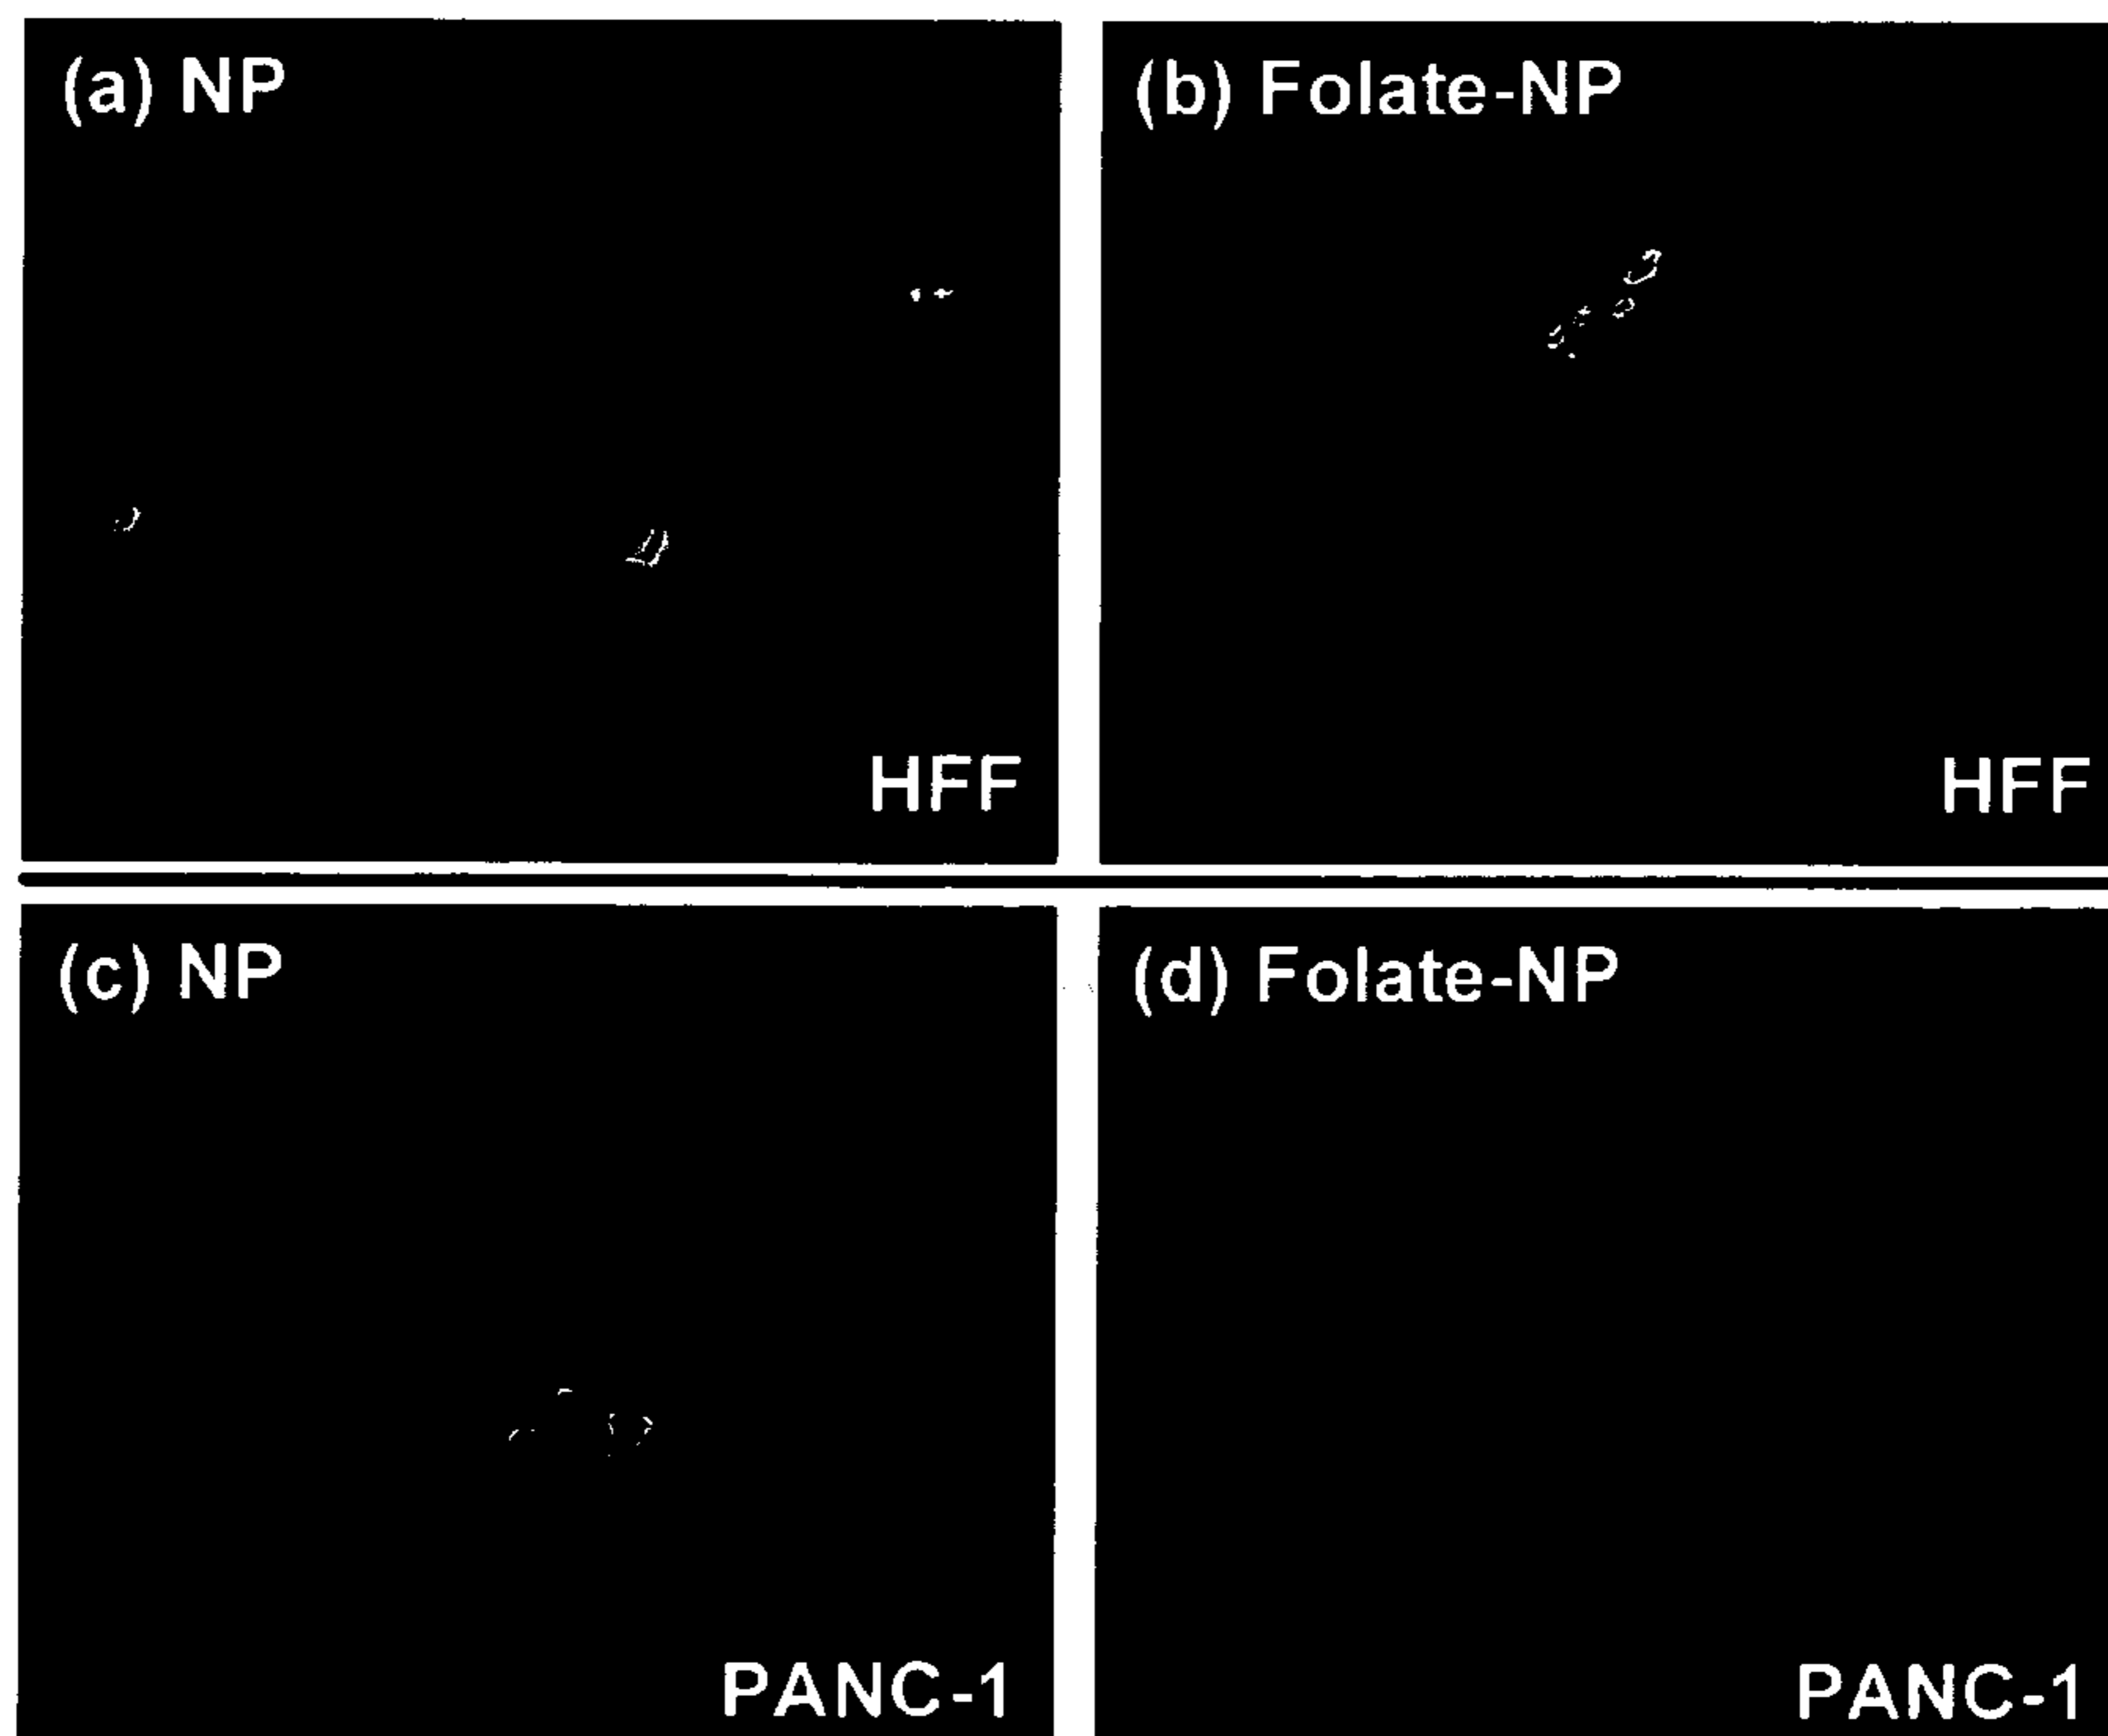 (a) NP
(b) Folate-NP
HFF
HFF
(c) NP
(d) Folate-NP
PANC-1
PANC-1